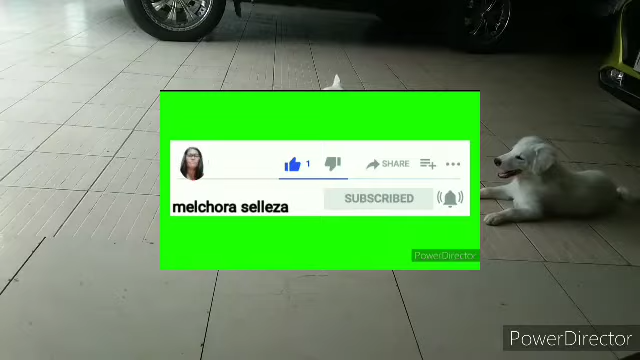 1
SHARE
SUBSCRIBED
melchora selleza
PowerDirector
PowerDirector